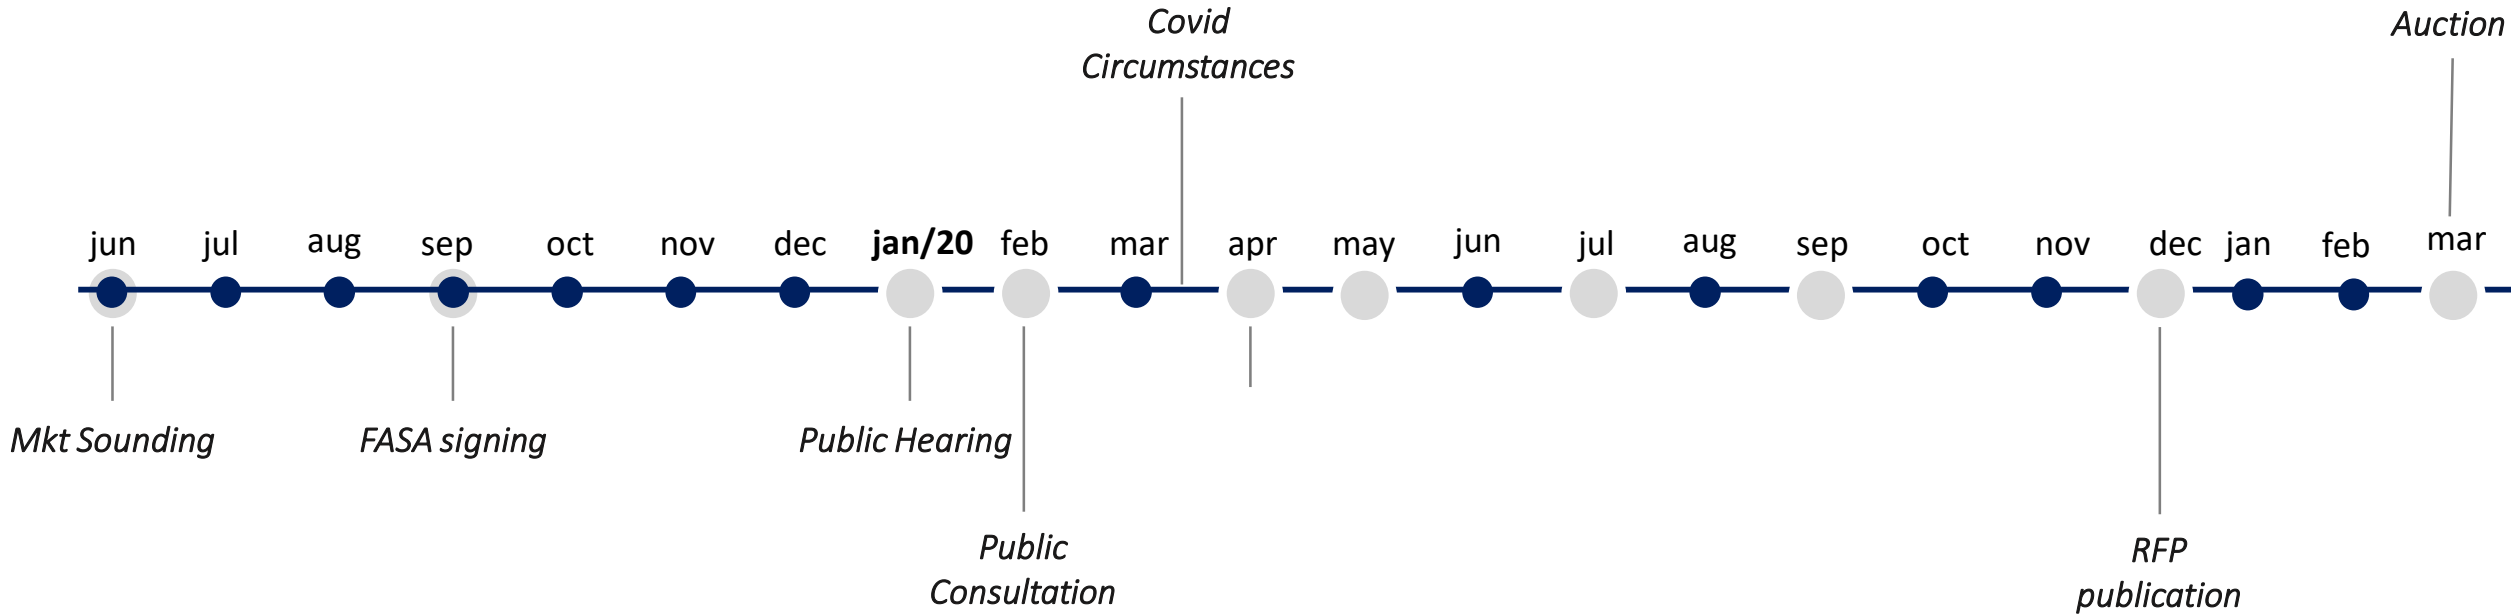 Covid
Circumstances
Auction
jun jul aug sep oct nov dec jan/20 feb mar apr may jun jul aug sep oct nov dec jan feb mar
Mkt Sounding
FASA signing
Public Hearing
Public
Consultation
RFP
publication